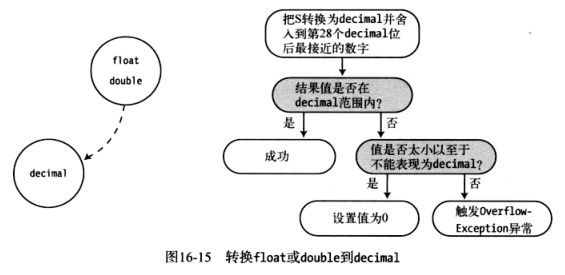 float
double
decimal
把S转换为decimal并舍
入到第28个decimal位
后最接近的数字
结果值是否在
decimal范围内?
是
否
成功
值是否太小以至于
不能表现为decimal?
是
否
设置值为0
触发Overflow-
Exception异常
图16-15 转换float或double到decimal